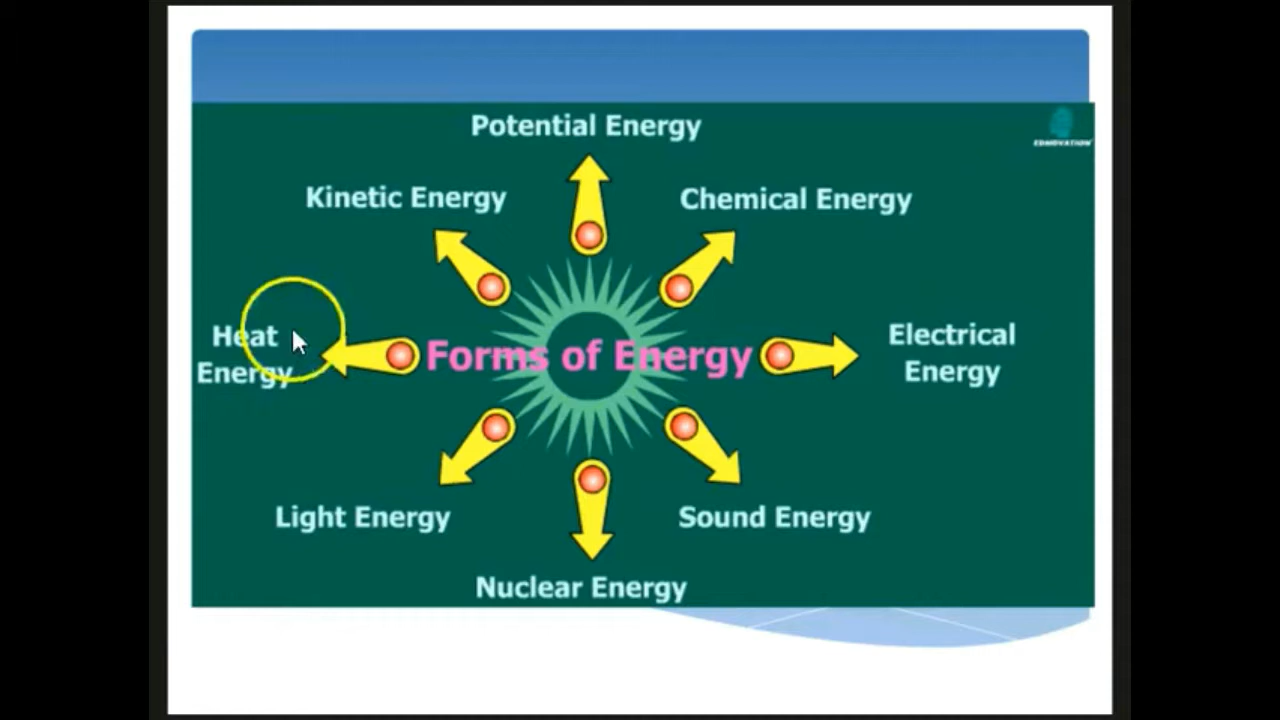 Potential Energy
EDNOVATION
Kinetic Energy
Chemical Energy
Heat
Energy
Forms of Energy
Electrical
Energy
Light Energy
Sound Energy
Nuclear Energy